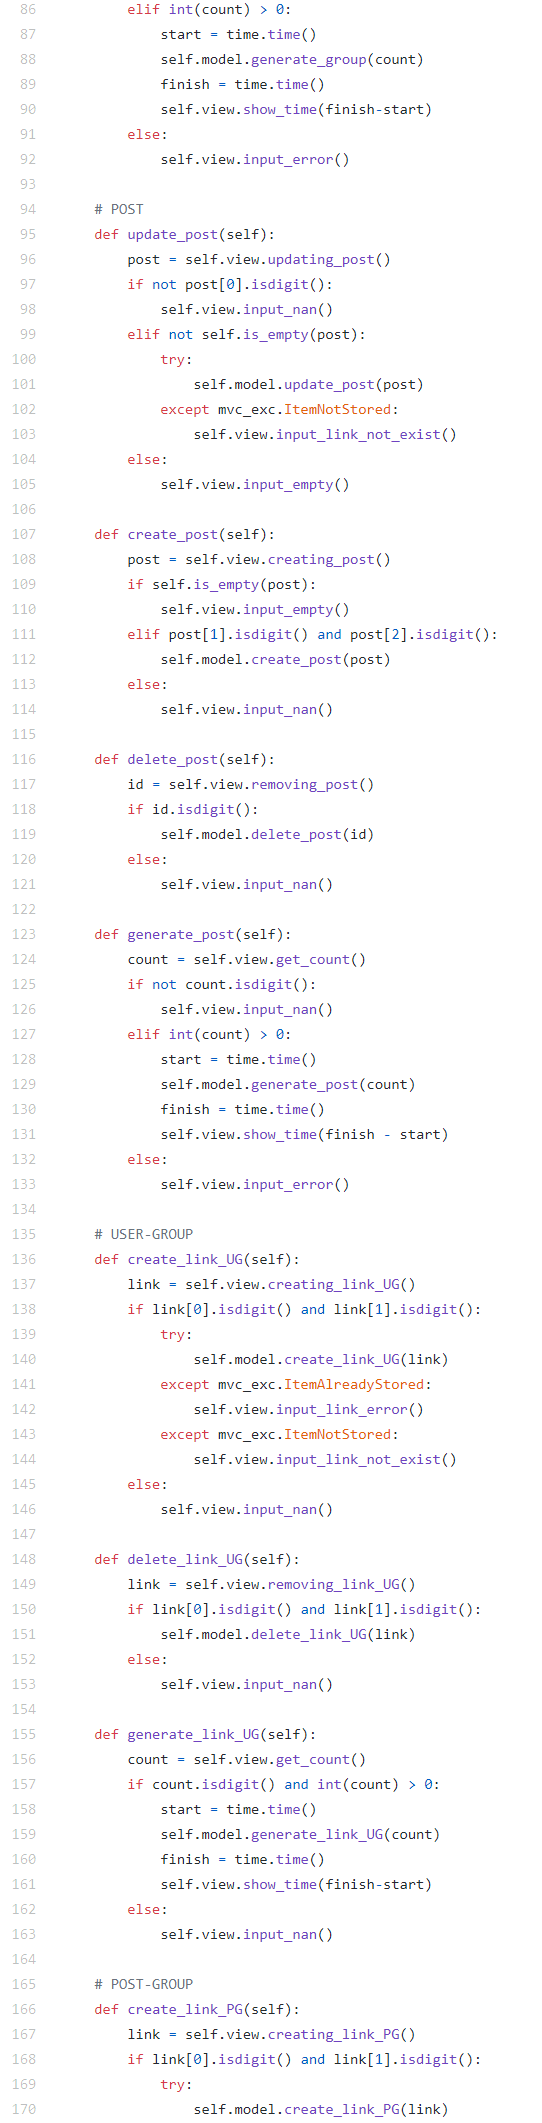 86 elif int(count) > 0:
87 start = time.time()
88 self.model.generate_group(count)
89 finish = time.time()
90 self.view.show_time(finish-start)
91 else:
92 self.view.input_error()
93
94 # POST
95 def update_post(self):
96 post = self.view.updating_post()
97 if not post[0].isdigit():
98 self.view.input_nan()
99 elif not self.is_empty(post):
100 try:
101 self.model.update_post(post)
102 except mvc_exc.ItemNotStored:
103 self.view.input_link_not_exist()
104 else:
105 self.view.input_empty()
106
107 def create_post(self):
108 post = self.view.creating_post()
109 if self.is_empty(post):
110 self.view.input_empty()
111 elif post[1].isdigit() and post[2].isdigit():
112 self.model.create_post(post)
113 else:
114 self.view.input_nan()
115
116 def delete_post(self):
117 id = self.view.removing_post()
118 if id.isdigit():
119 self.model.delete_post(id)
120 else:
121 self.view.input_nan()
122
123 def generate_post(self):
124 count = self.view.get_count()
125 if not count.isdigit():
126 self.view.input_nan()
127 elif int(count) > 0:
128 start = time.time()
129 self.model.generate_post(count)
130 finish = time.time()
131 self.view.show_time(finish - start)
132 else:
133 self.view.input_error()
134
135 # USER-GROUP
136 def create_link_UG(self):
137 link = self.view.creating_link_UG()
138 if link[0].isdigit() and link[1].isdigit():
139 try:
140 self.model.create_link_UG(link)
141 except mvc_exc.ItemAlreadyStored:
142 self.view.input_link_error()
143 except mvc_exc.ItemNotStored:
144 self.view.input_link_not_exist()
145 else:
146 self.view.input_nan()
147
148 def delete_link_UG(self):
149 link = self.view.removing_link_UG()
150 if link[0].isdigit() and link[1].isdigit():
151 self.model.delete_link_UG(link)
152 else:
153 self.view.input_nan()
154
155 def generate_link_UG(self):
156 count = self.view.get_count()
157 if count.isdigit() and int(count) > 0:
158 start = time.time()
159 self.model.generate_link_UG(count)
160 finish = time.time()
161 self.view.show_time(finish-start)
162 else:
163 self.view.input_nan()
164
165 # POST-GROUP
166 def create_link_PG(self):
167 link = self.view.creating_link_PG()
168 if link[0].isdigit() and link[1].isdigit():
169 try:
170 self.model.create_link_PG(link)